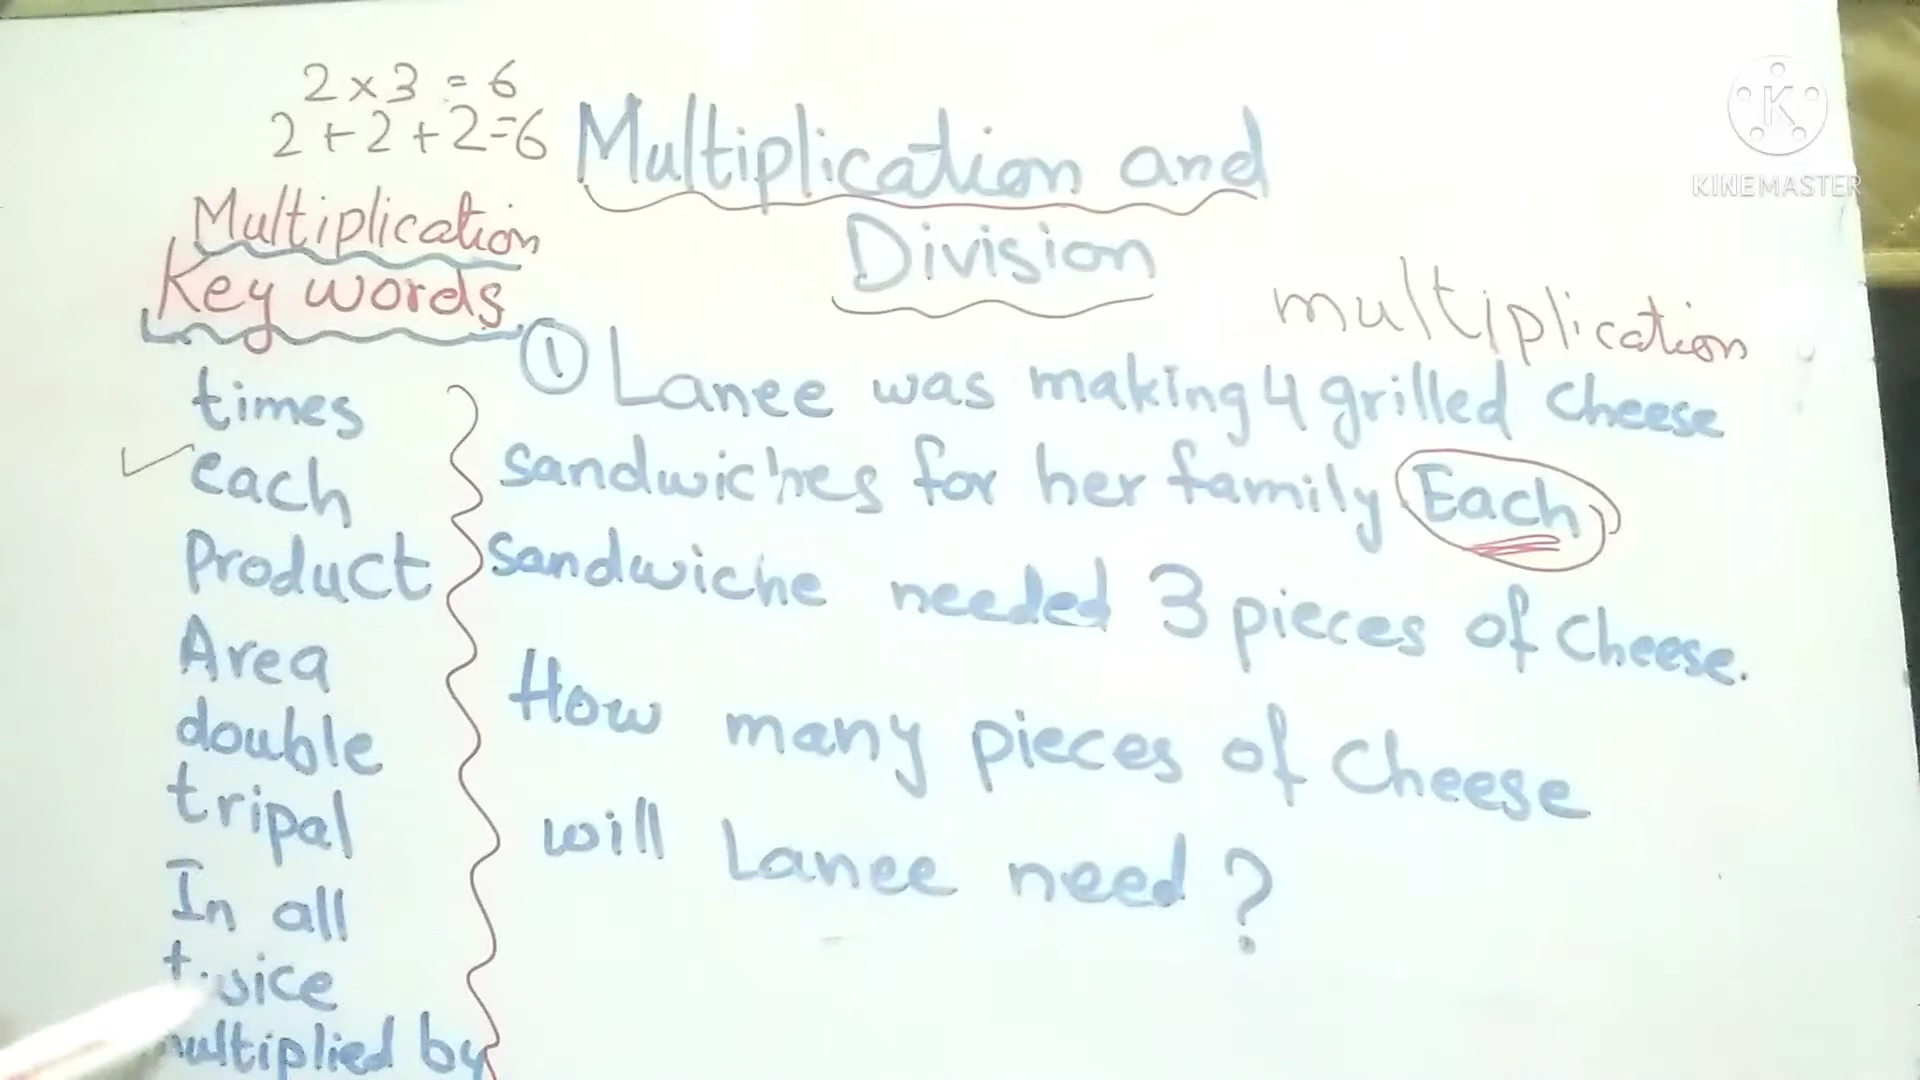 2 x 3 = 6
2 + 2 + 2 = 6
Multiplication and
Division
Multiplication
Key words
times
each
Product
Area
double
tripal
In all
twice
multiplied by
multiplication
① Lanee was making 4 grilled cheese
sandwiches for her family Each
sandwiche needed 3 pieces of cheese.
How many pieces of cheese
will Lanee need?
K
KINEMASTER